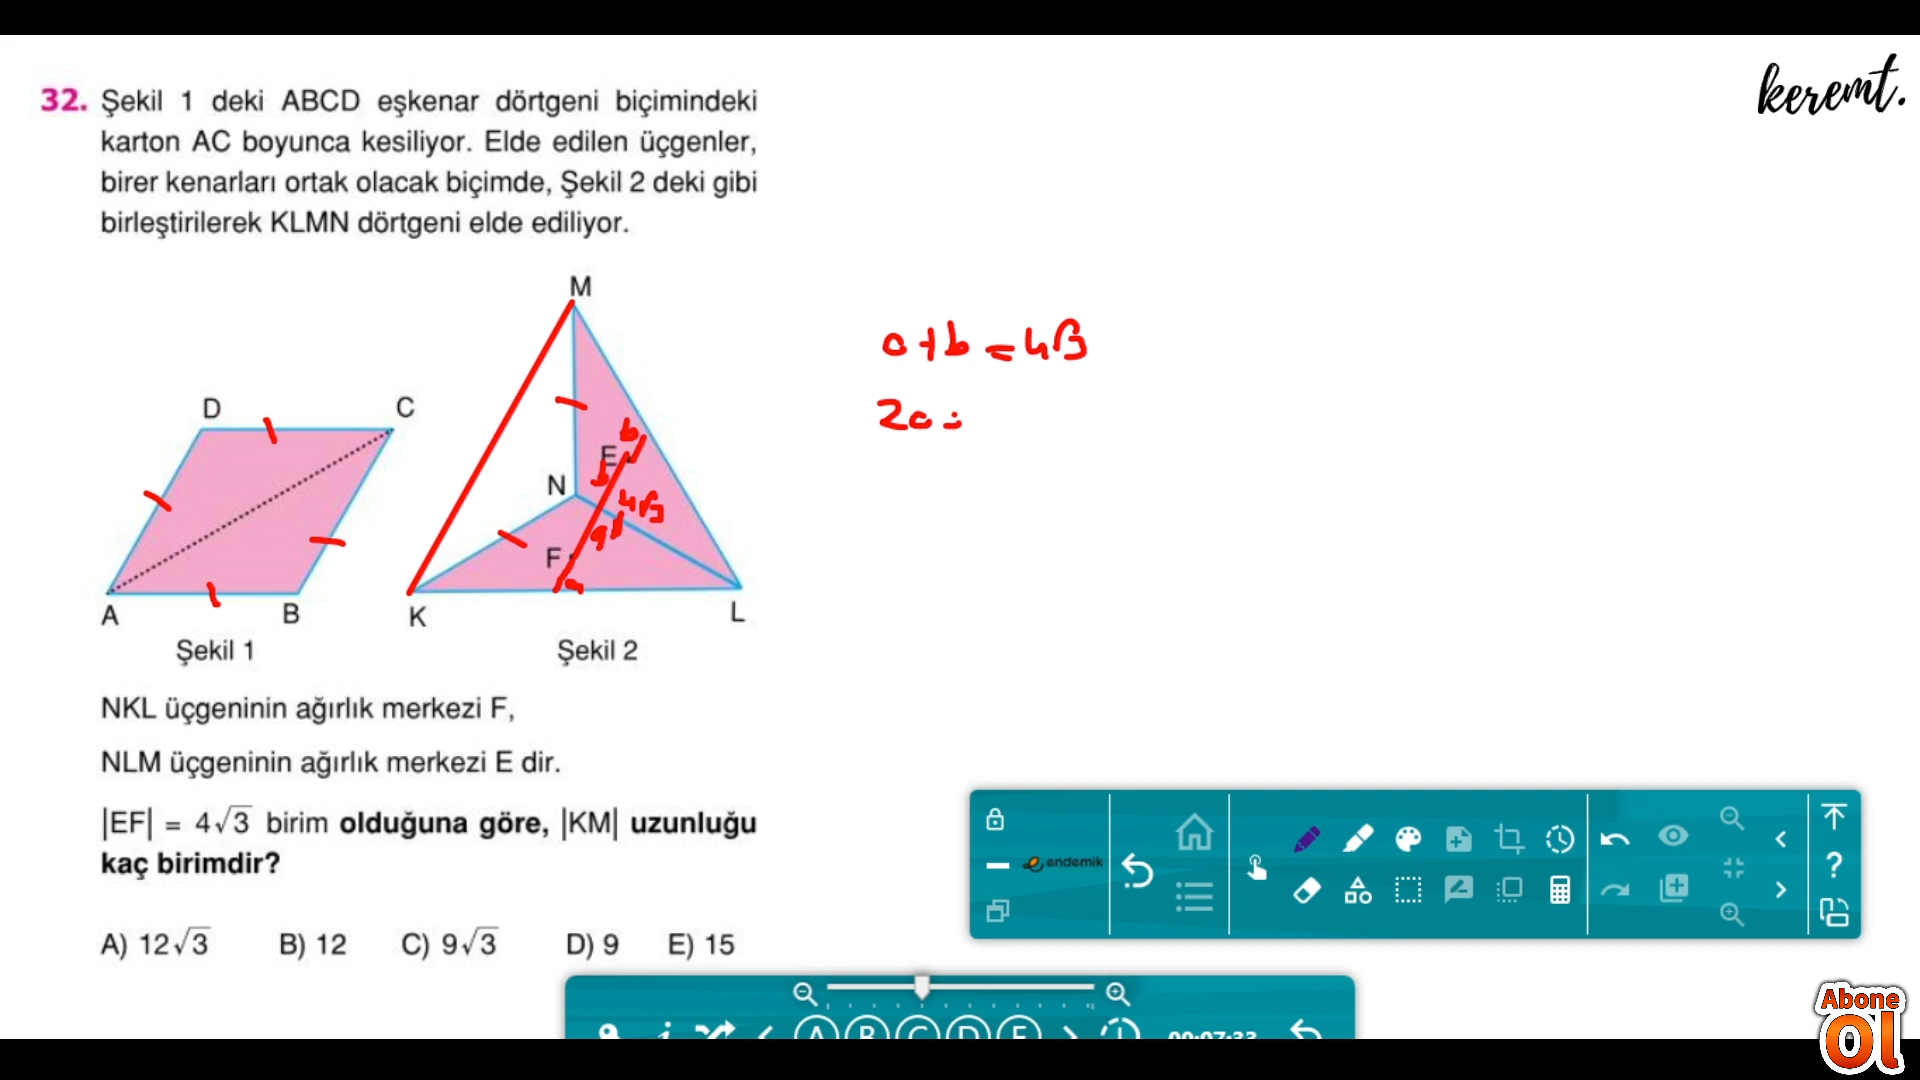 keremt.
32. Şekil 1 deki ABCD eşkenar dörtgeni biçimindeki
karton AC boyunca kesiliyor. Elde edilen üçgenler,
birer kenarları ortak olacak biçimde, Şekil 2 deki gibi
birleştirilerek KLMN dörtgeni elde ediliyor.
M
D C
b
E
b
N
4√3
a
F
a
A B K L
Şekil 1 Şekil 2
a+b=4√3
2a=
NKL üçgeninin ağırlık merkezi F,
NLM üçgeninin ağırlık merkezi E dir.
|EF| = 4√3 birim olduğuna göre, |KM| uzunluğu
kaç birimdir?
A) 12√3 B) 12 C) 9√3 D) 9 E) 15
endemik
?
A B C D E
00:07:33
Abone
Ol